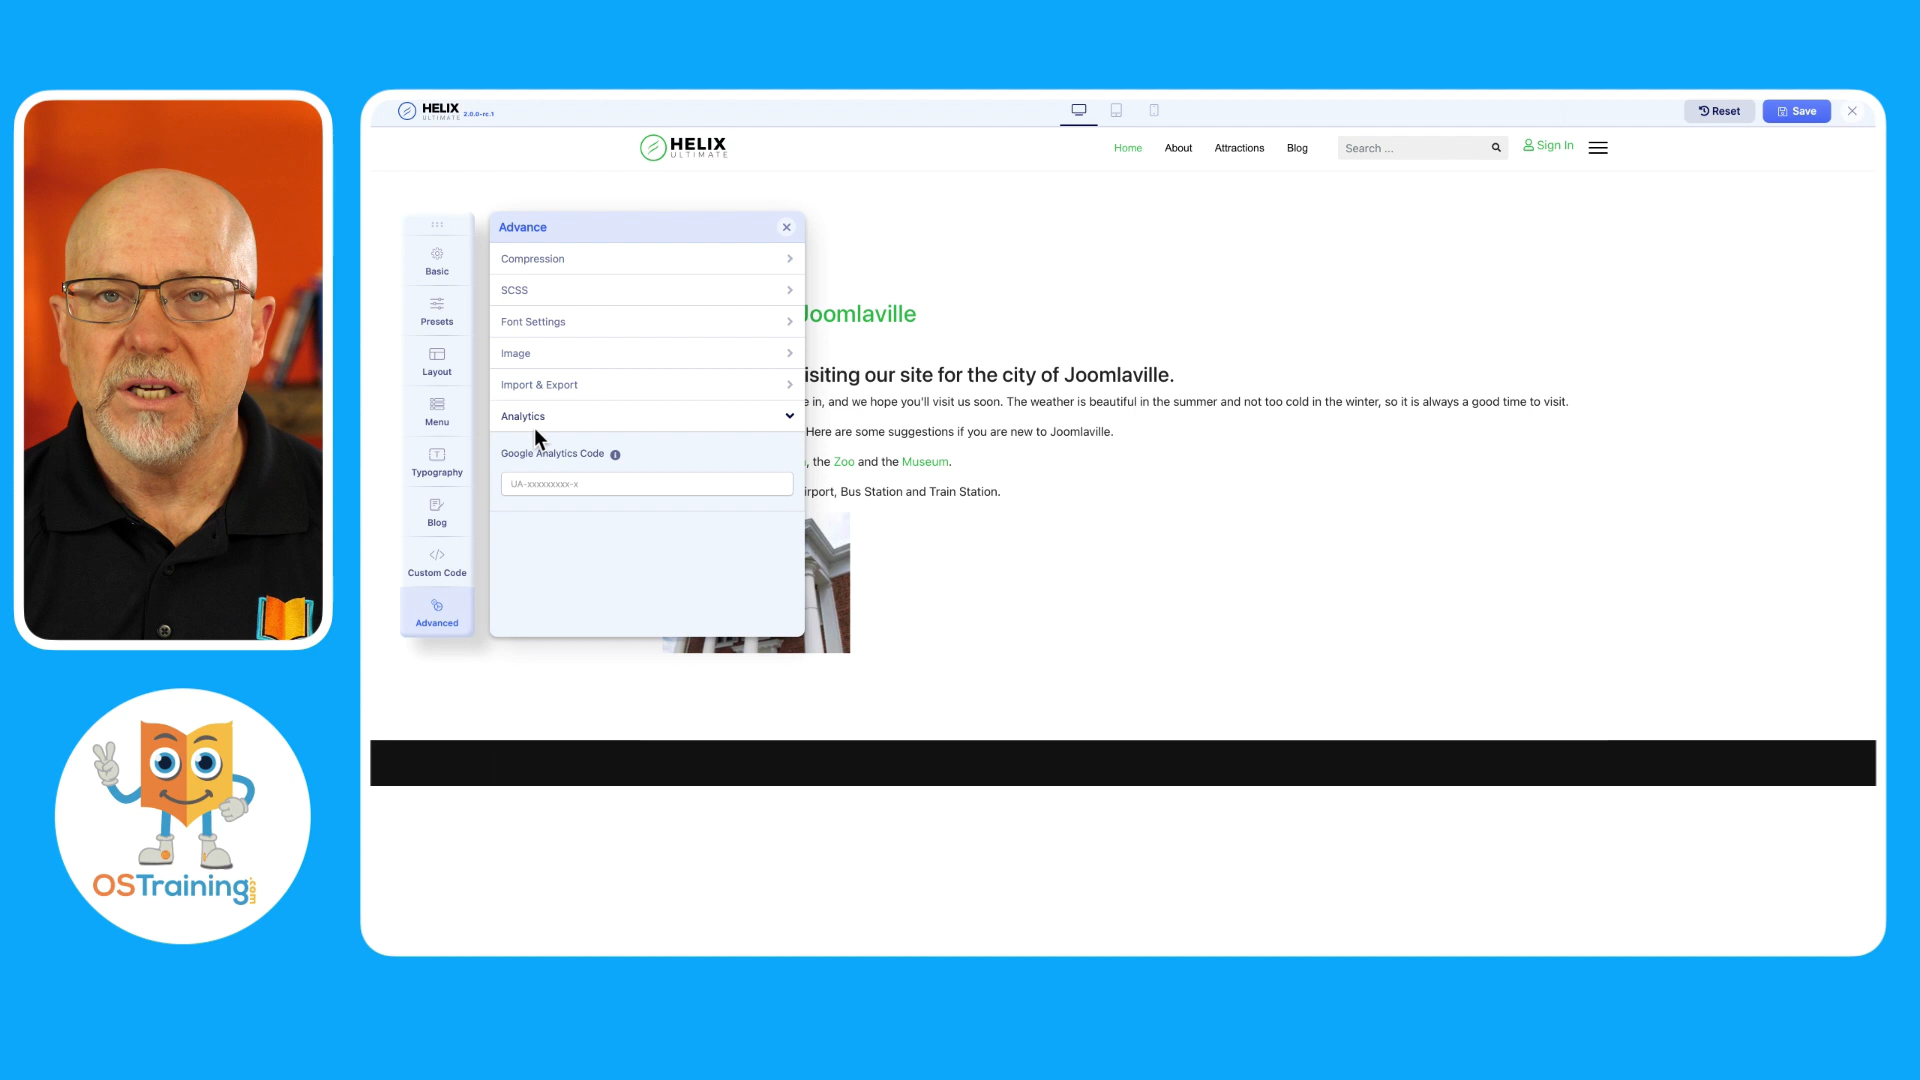 HELIX
ULTIMATE 2.0.0-rc.1
Reset
Save
HELIX
ULTIMATE
Home
About
Attractions
Blog
Search ...
Sign In
Basic
Presets
Layout
Menu
Typography
Blog
Custom Code
Advanced
Advance
Compression
SCSS
Font Settings
Image
Import & Export
Analytics
Google Analytics Code
UA-xxxxxxxxx-x
Joomlaville
isiting our site for the city of Joomlaville.
e in, and we hope you'll visit us soon. The weather is beautiful in the summer and not too cold in the winter, so it is always a good time to visit.
Here are some suggestions if you are new to Joomlaville.
, the Zoo and the Museum.
irport, Bus Station and Train Station.
OSTraining.com